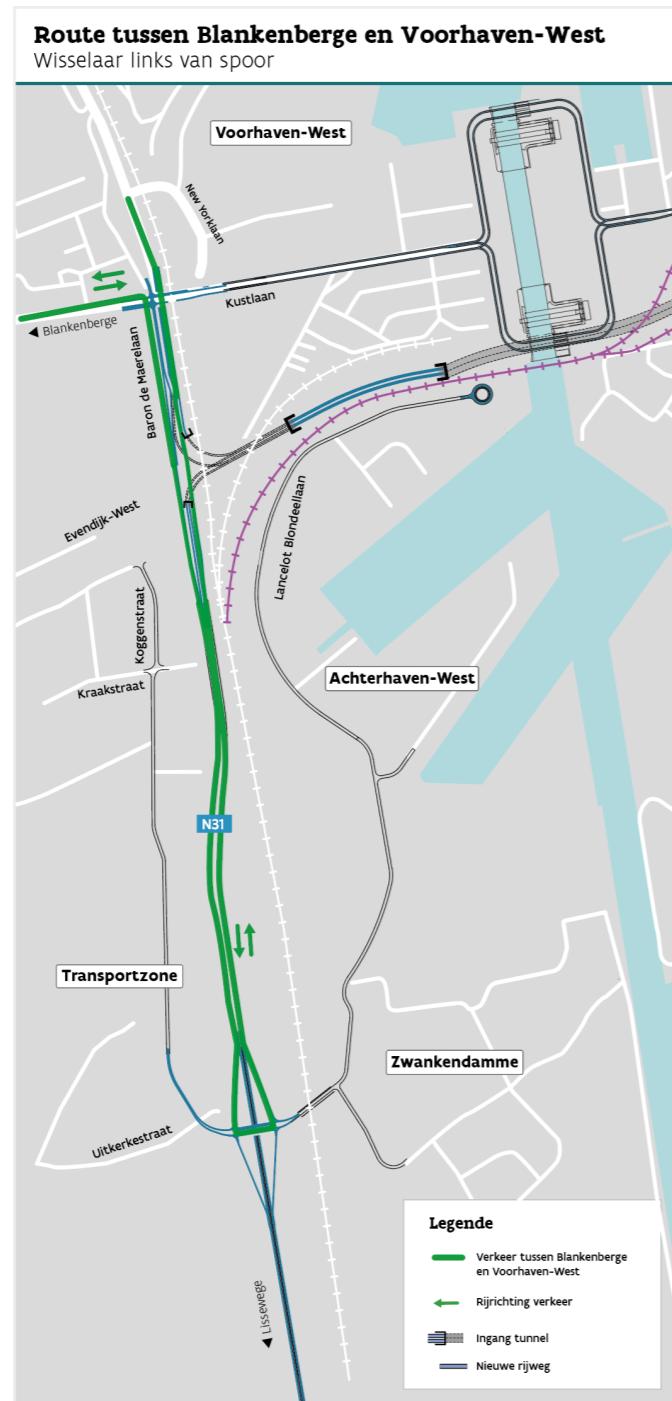 Route tussen Blankenberge en Voorhaven-West
Wisselaar links van spoor
Voorhaven-West
New Yorklaan
Kustlaan
◄ Blankenberge
Baron de Maerelaan
Evendijk-West
Lancelot Blondeellaan
Koggenstraat
Kraakstraat
Achterhaven-West
N31
Transportzone
Zwankendamme
Uitkerkestraat
◄ Lissewege
Legende
Verkeer tussen Blankenberge
en Voorhaven-West
Rijrichting verkeer
Ingang tunnel
Nieuwe rijweg